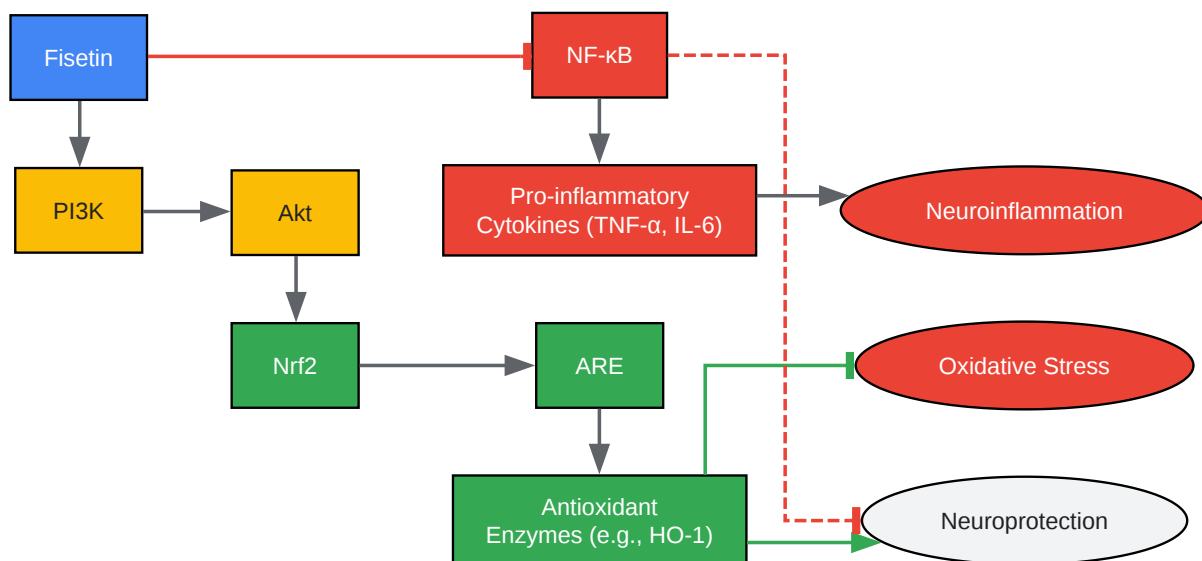 Fisetin
NF-κB
PI3K
Akt
Pro-inflammatory
Cytokines (TNF-α, IL-6)
Neuroinflammation
Nrf2
ARE
Oxidative Stress
Antioxidant
Enzymes (e.g., HO-1)
Neuroprotection